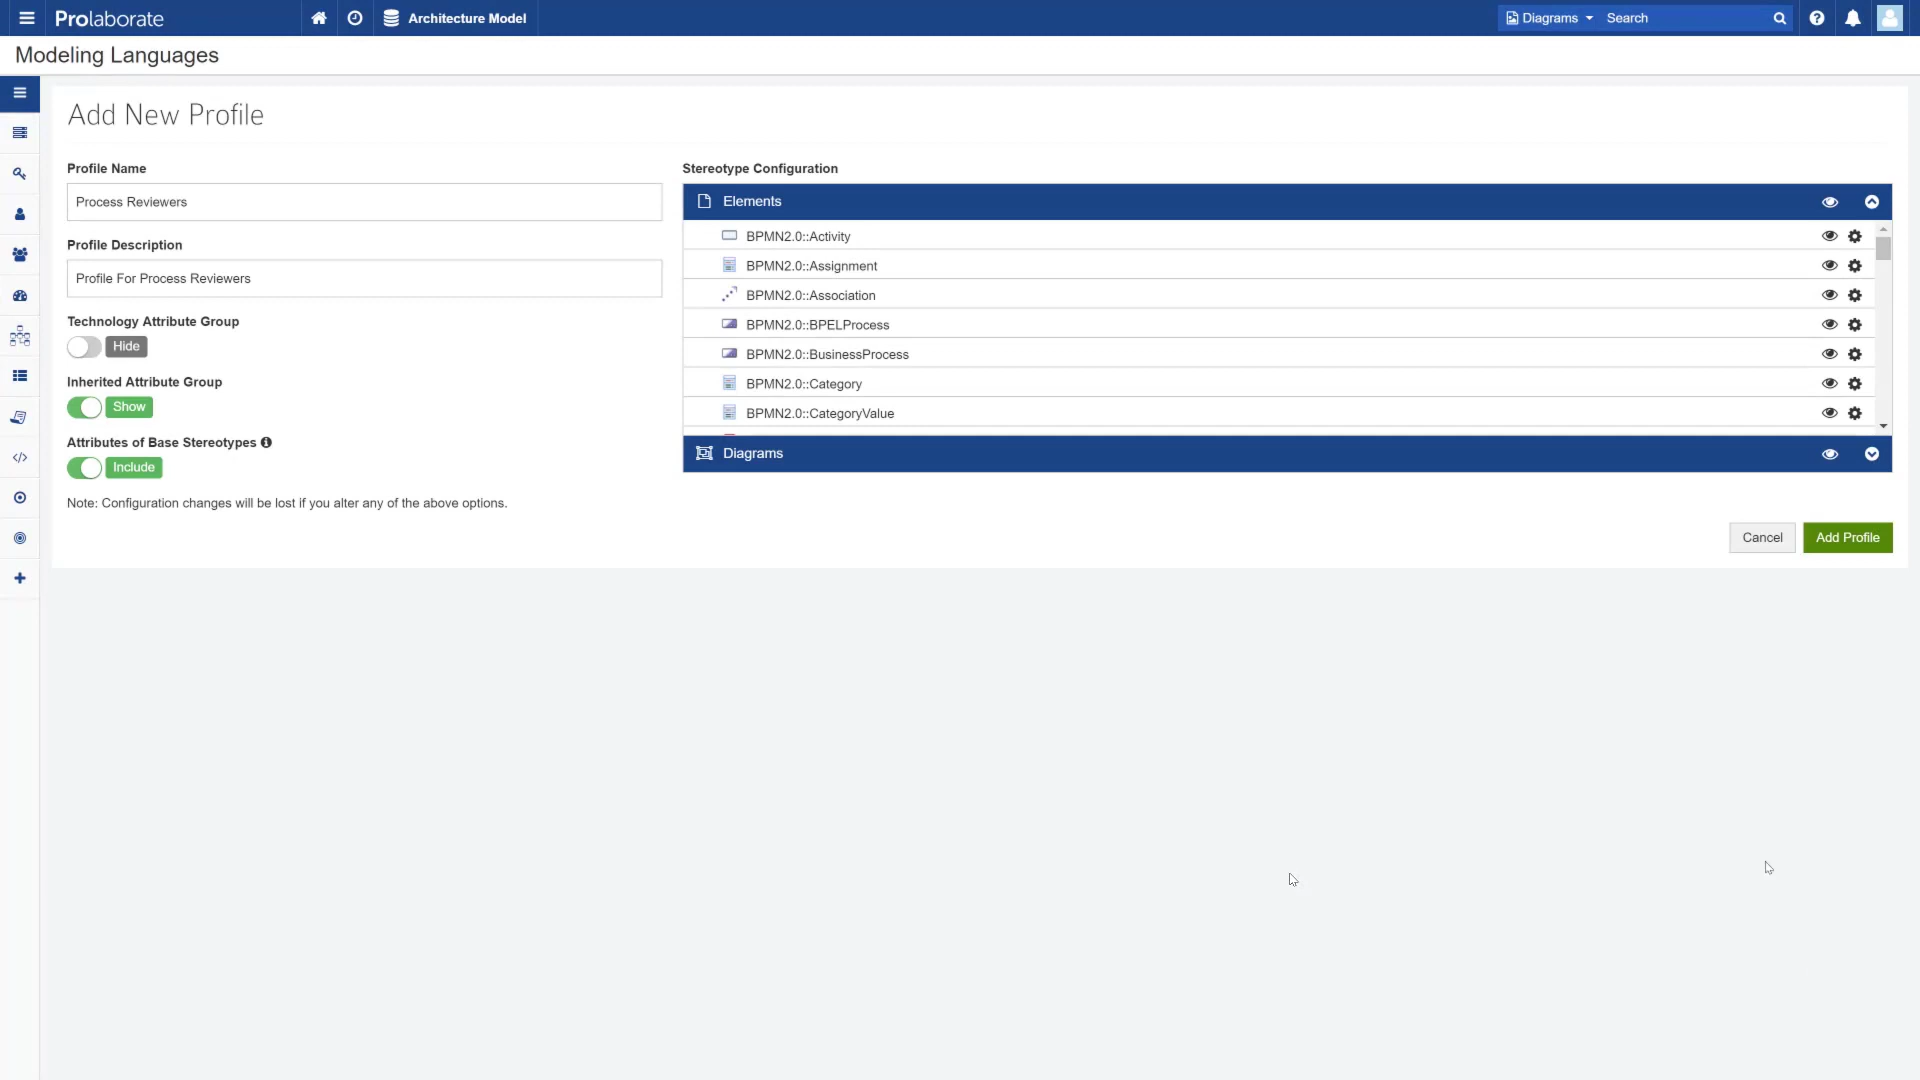 Prolaborate
Architecture Model
Diagrams
Search
Modeling Languages
Add New Profile
Profile Name
Process Reviewers
Profile Description
Profile For Process Reviewers
Technology Attribute Group
Hide
Inherited Attribute Group
Show
Attributes of Base Stereotypes
Include
Note: Configuration changes will be lost if you alter any of the above options.
Stereotype Configuration
Elements
BPMN2.0::Activity
BPMN2.0::Assignment
BPMN2.0::Association
BPMN2.0::BPELProcess
BPMN2.0::BusinessProcess
BPMN2.0::Category
BPMN2.0::CategoryValue
Diagrams
Cancel
Add Profile